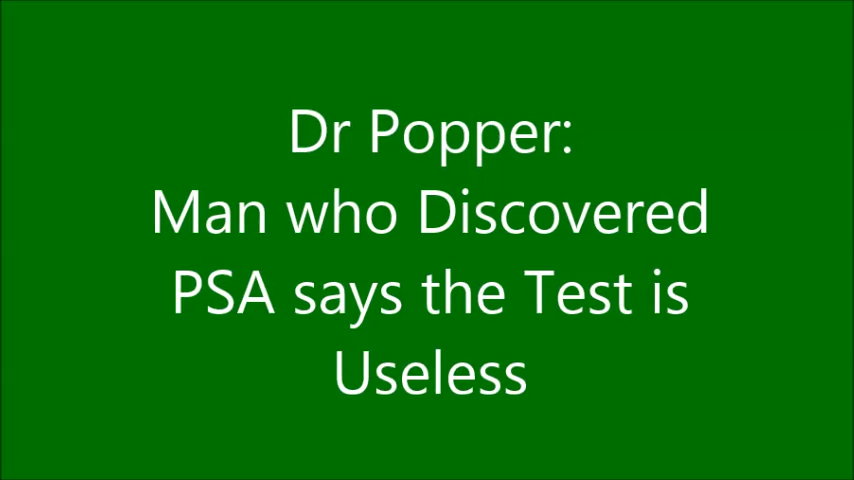 Dr Popper:
Man who Discovered
PSA says the Test is
Useless